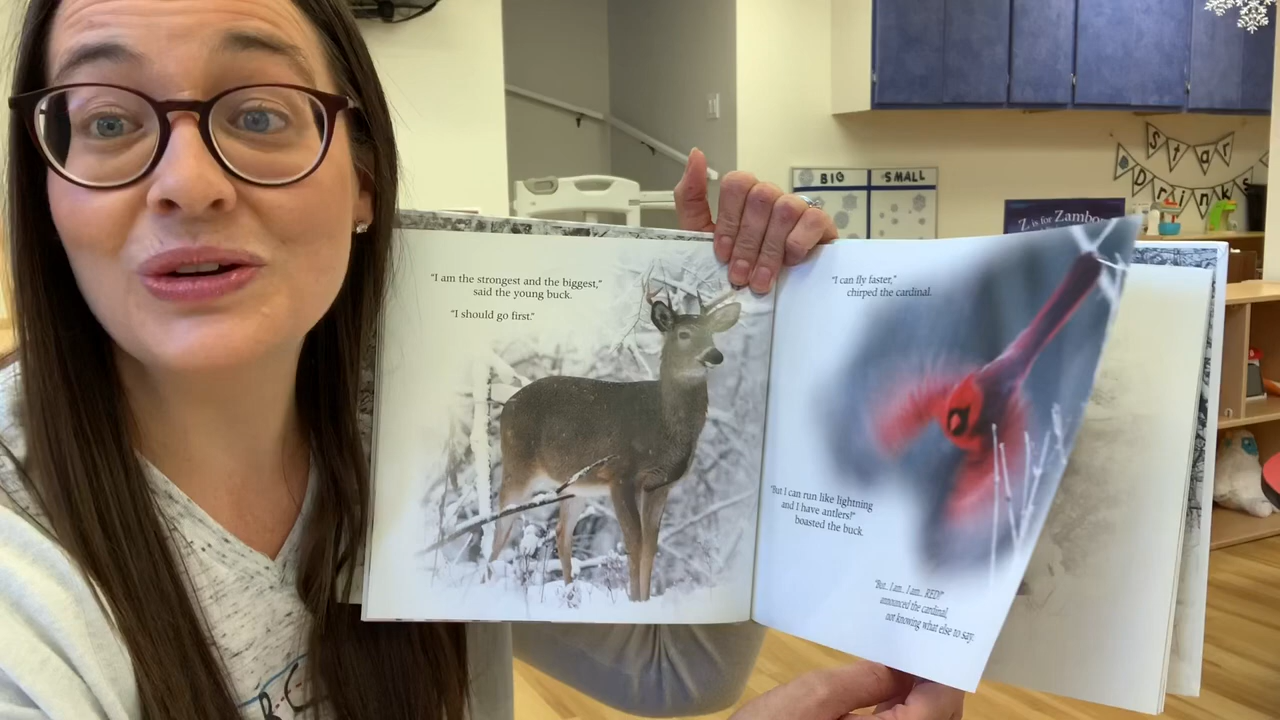 BIG SMALL
Star
Drinks
Z is for Zambo
"I am the strongest and the biggest,"
said the young buck.
"I should go first."
"I can fly faster,"
chirped the cardinal.
"But I can run like lightning
and I have antlers!"
boasted the buck.
"But... I am... I am... RED!"
announced the cardinal,
not knowing what else to say.